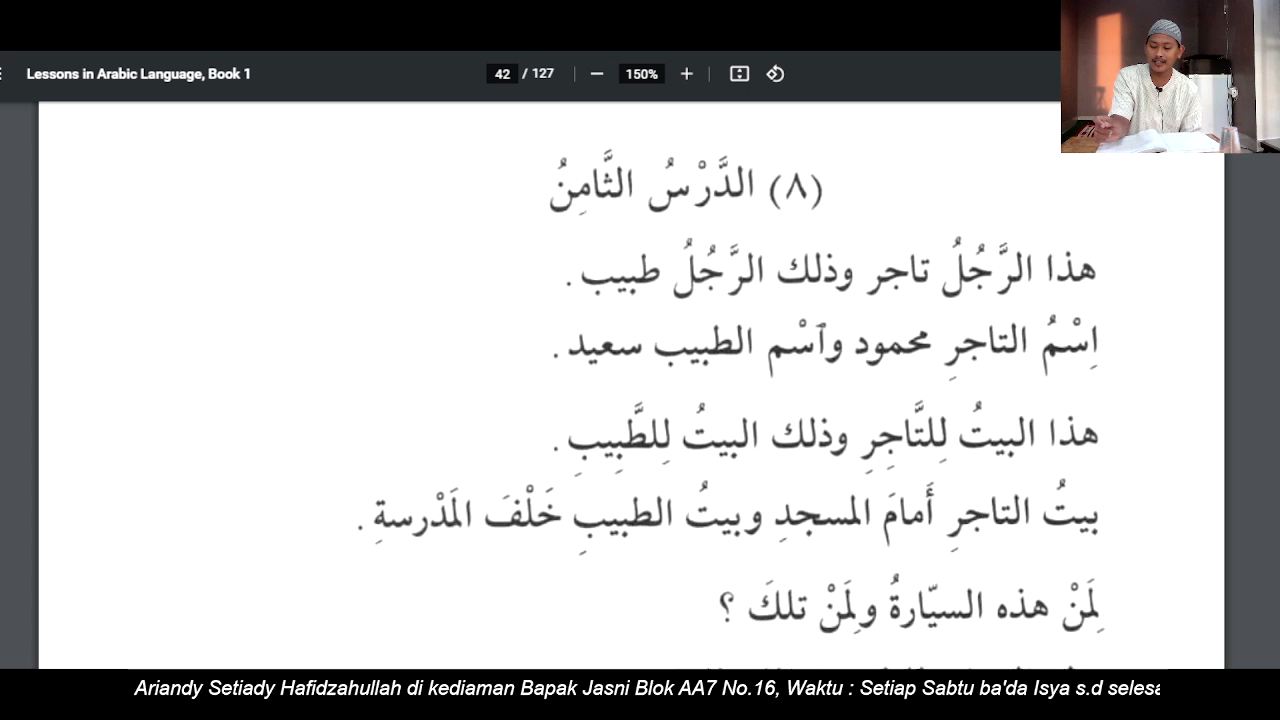 Lessons in Arabic Language, Book 1
42 / 127
150%
(٨) الدَّرْسُ الثَّامِنُ
هذا الرَّجُلُ تاجر وذلك الرَّجُلُ طبيب .
اِسْمُ التاجرِ محمود وٱسْم الطبيب سعيد .
هذا البيتُ لِلتَّاجِرِ وذلك البيتُ لِلطَّبِيبِ .
بيتُ التاجرِ أَمامَ المسجدِ وبيتُ الطبيبِ خَلْفَ المَدْرسةِ .
لِمَنْ هذه السيّارةُ ولِمَنْ تلكَ ؟
Ariandy Setiady Hafidzahullah di kediaman Bapak Jasni Blok AA7 No.16, Waktu : Setiap Sabtu ba'da Isya s.d selesa